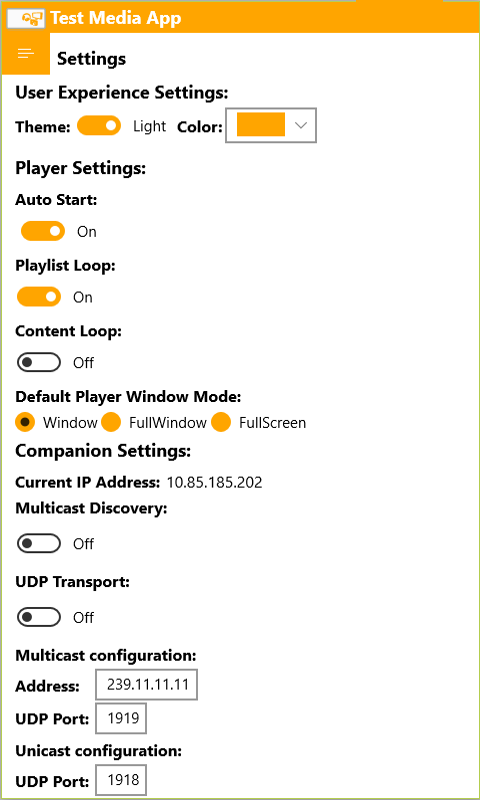 Test Media App
Settings
User Experience Settings:
Theme: Light Color:
Player Settings:
Auto Start:
On
Playlist Loop:
On
Content Loop:
Off
Default Player Window Mode:
Window FullWindow FullScreen
Companion Settings:
Current IP Address: 10.85.185.202
Multicast Discovery:
Off
UDP Transport:
Off
Multicast configuration:
Address: 239.11.11.11
UDP Port: 1919
Unicast configuration:
UDP Port: 1918